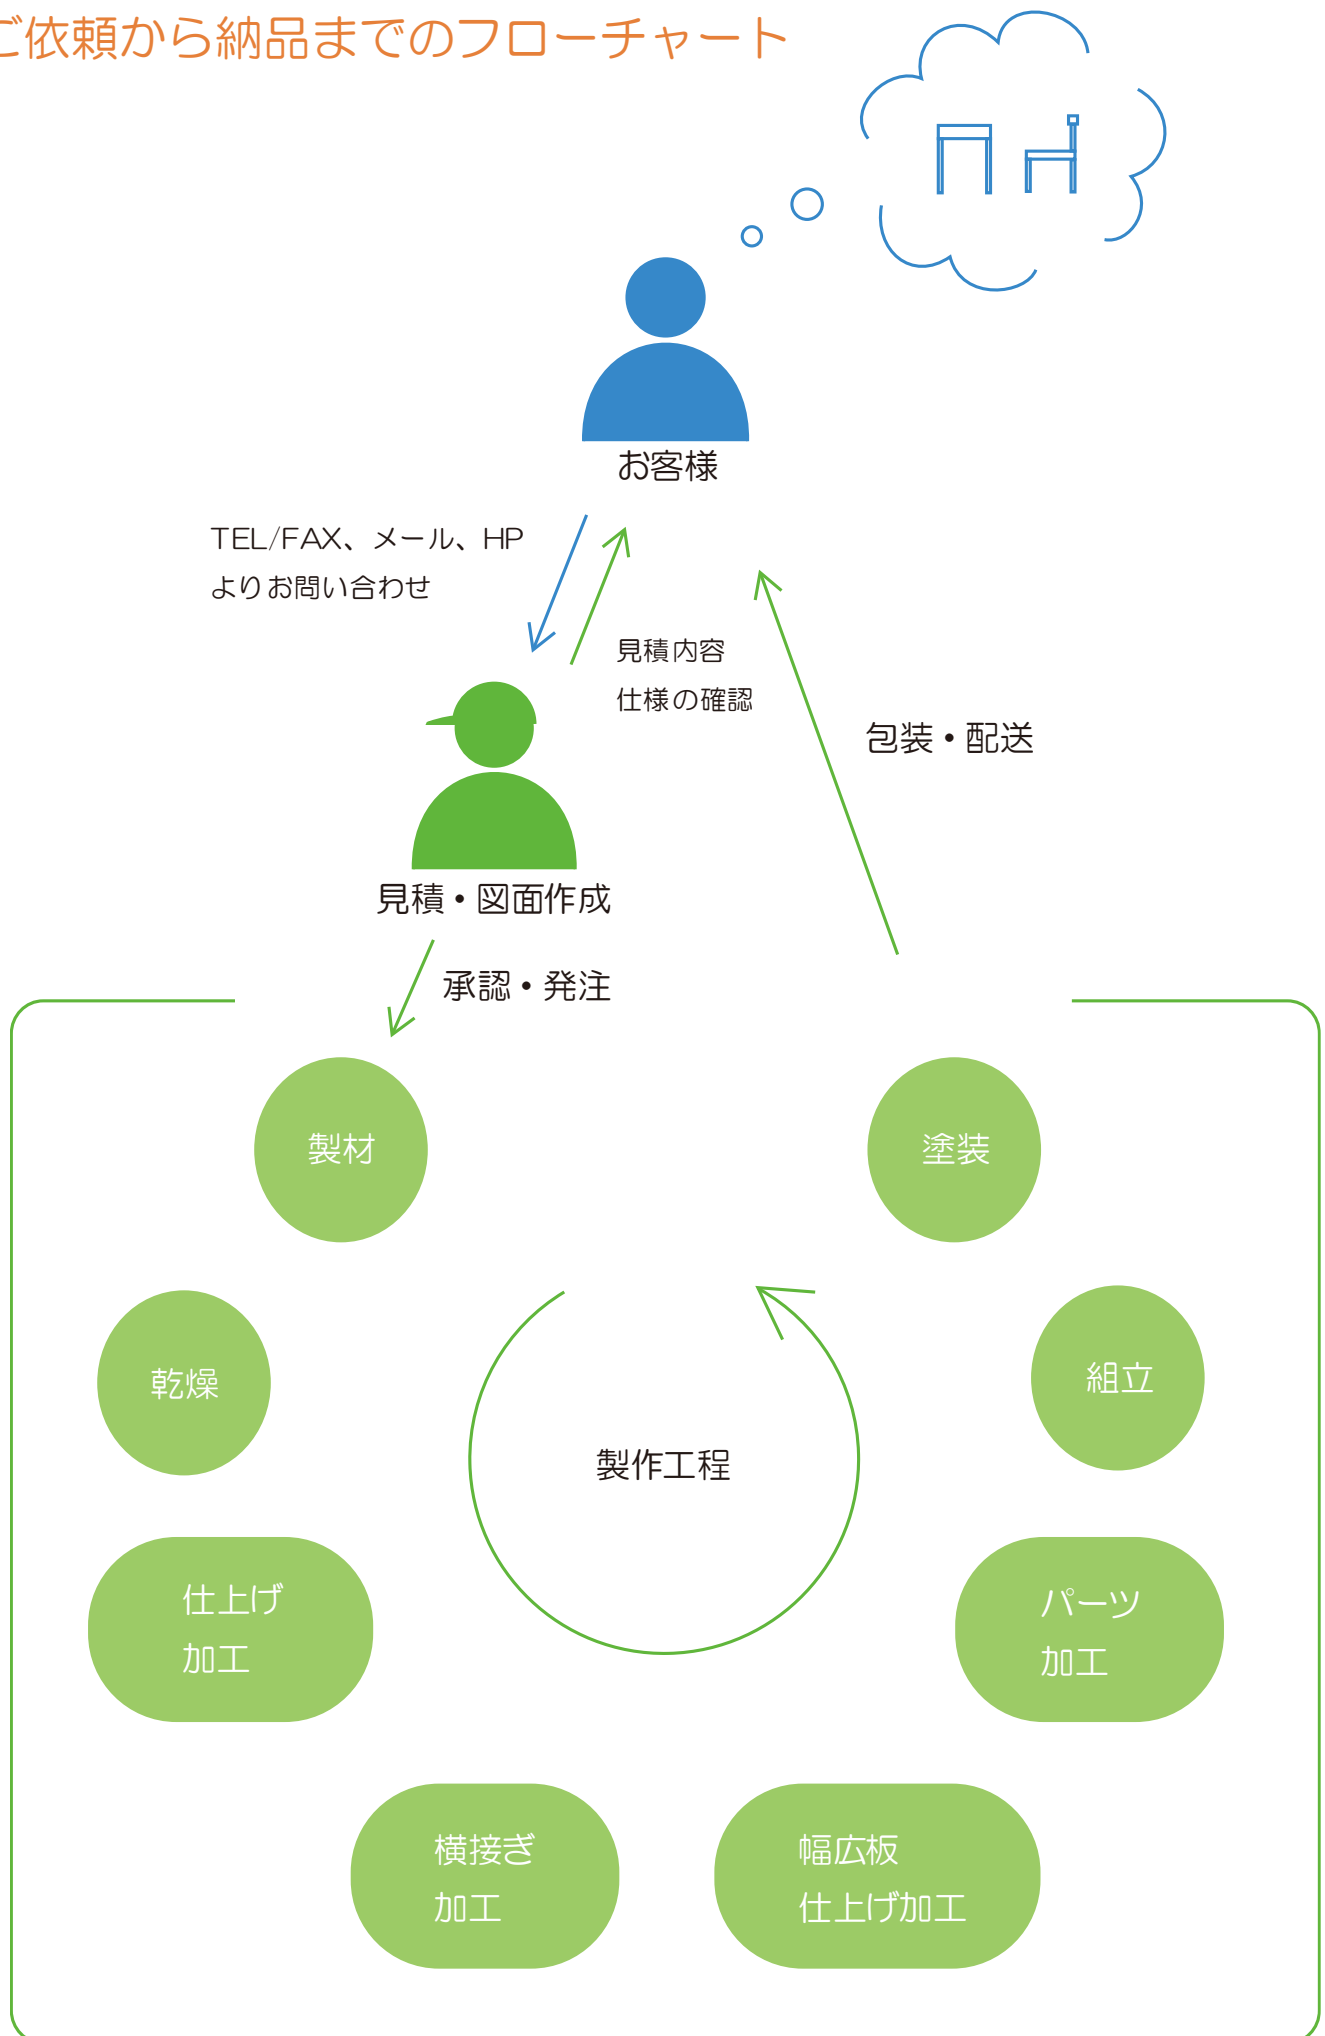 ご依頼から納品までのフローチャート
お客様
TEL/FAX、メール、HP
よりお問い合わせ
見積内容
仕様の確認
包装・配送
見積・図面作成
承認・発注
製材
塗装
乾燥
組立
製作工程
仕上げ
加工
パーツ
加工
横接ぎ
加工
幅広板
仕上げ加工